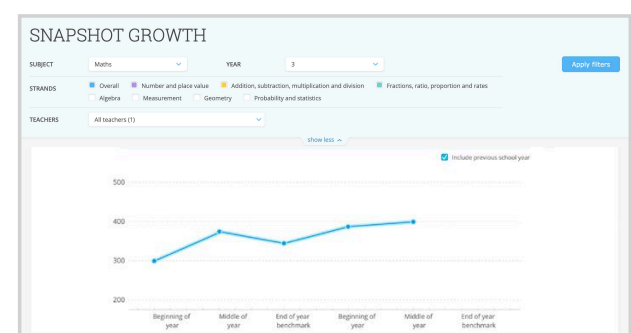 SNAPSHOT GROWTH
SUBJECT Maths YEAR 3 Apply filters
STRANDS Overall Number and place value Addition, subtraction, multiplication and division Fractions, ratio, proportion and rates
Algebra Measurement Geometry Probability and statistics
TEACHERS All teachers (1)
show less
Include previous school year
500
400
300
200
Beginning of Middle of End of year Beginning of Middle of End of year
year year benchmark year year benchmark